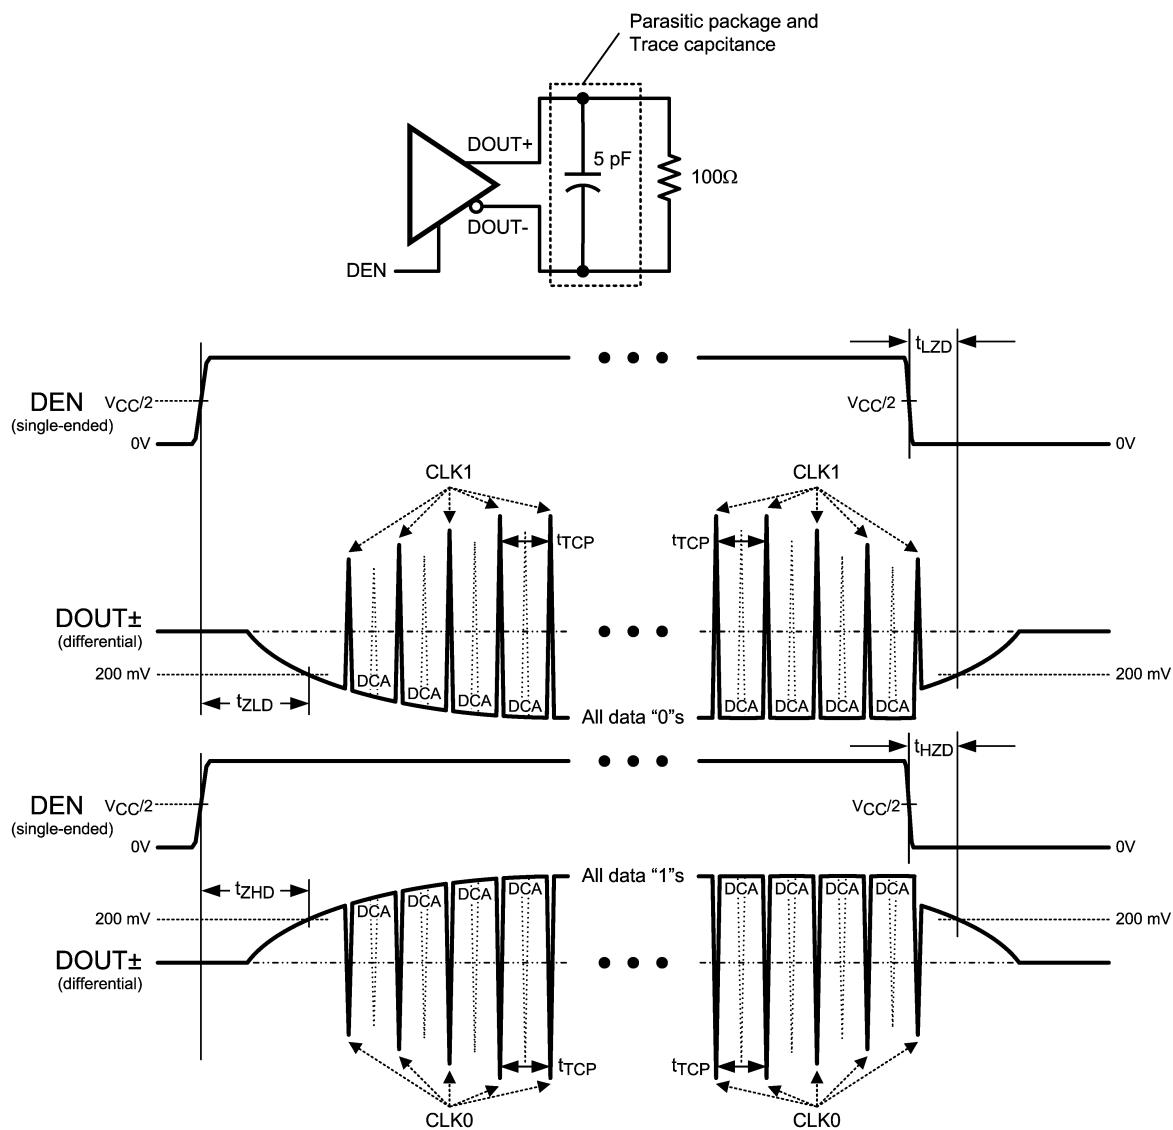 Parasitic package and
Trace capcitance
DOUT+
5 pF
100Ω
DOUT-
DEN
tLZD
DEN
(single-ended)
VCC/2
VCC/2
0V
0V
CLK1
CLK1
tTCP
tTCP
DOUT±
(differential)
200 mV
200 mV
DCA
DCA
DCA
DCA
DCA
DCA
DCA
DCA
tZLD
All data “0”s
tHZD
DEN
(single-ended)
VCC/2
VCC/2
0V
0V
tZHD
All data “1”s
DCA
DCA
DCA
DCA
DCA
DCA
DCA
DCA
200 mV
200 mV
DOUT±
(differential)
tTCP
tTCP
CLK0
CLK0